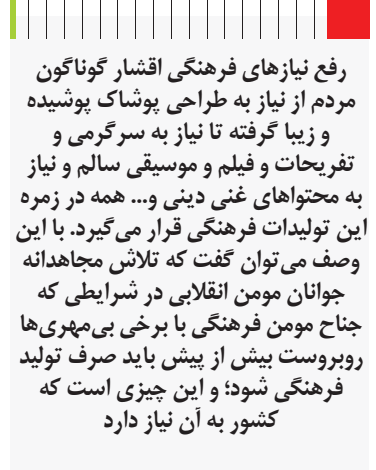 رفع نیازهای فرهنگی اقشار گوناگون
مردم از نیاز به طراحی پوشاک پوشیده
و زیبا گرفته تا نیاز به سرگرمی و
تفریحات و فیلم و موسیقی سالم و نیاز
به محتواهای غنی دینی و... همه در زمره
این تولیدات فرهنگی قرار می‌گیرد. با این
وصف می‌توان گفت که تلاش مجاهدانه
جوانان مومن انقلابی در شرایطی که
جناح مومن فرهنگی با برخی بی‌مهری‌ها
روبروست بیش از پیش باید صرف تولید
فرهنگی شود؛ و این چیزی است که
کشور به آن نیاز دارد